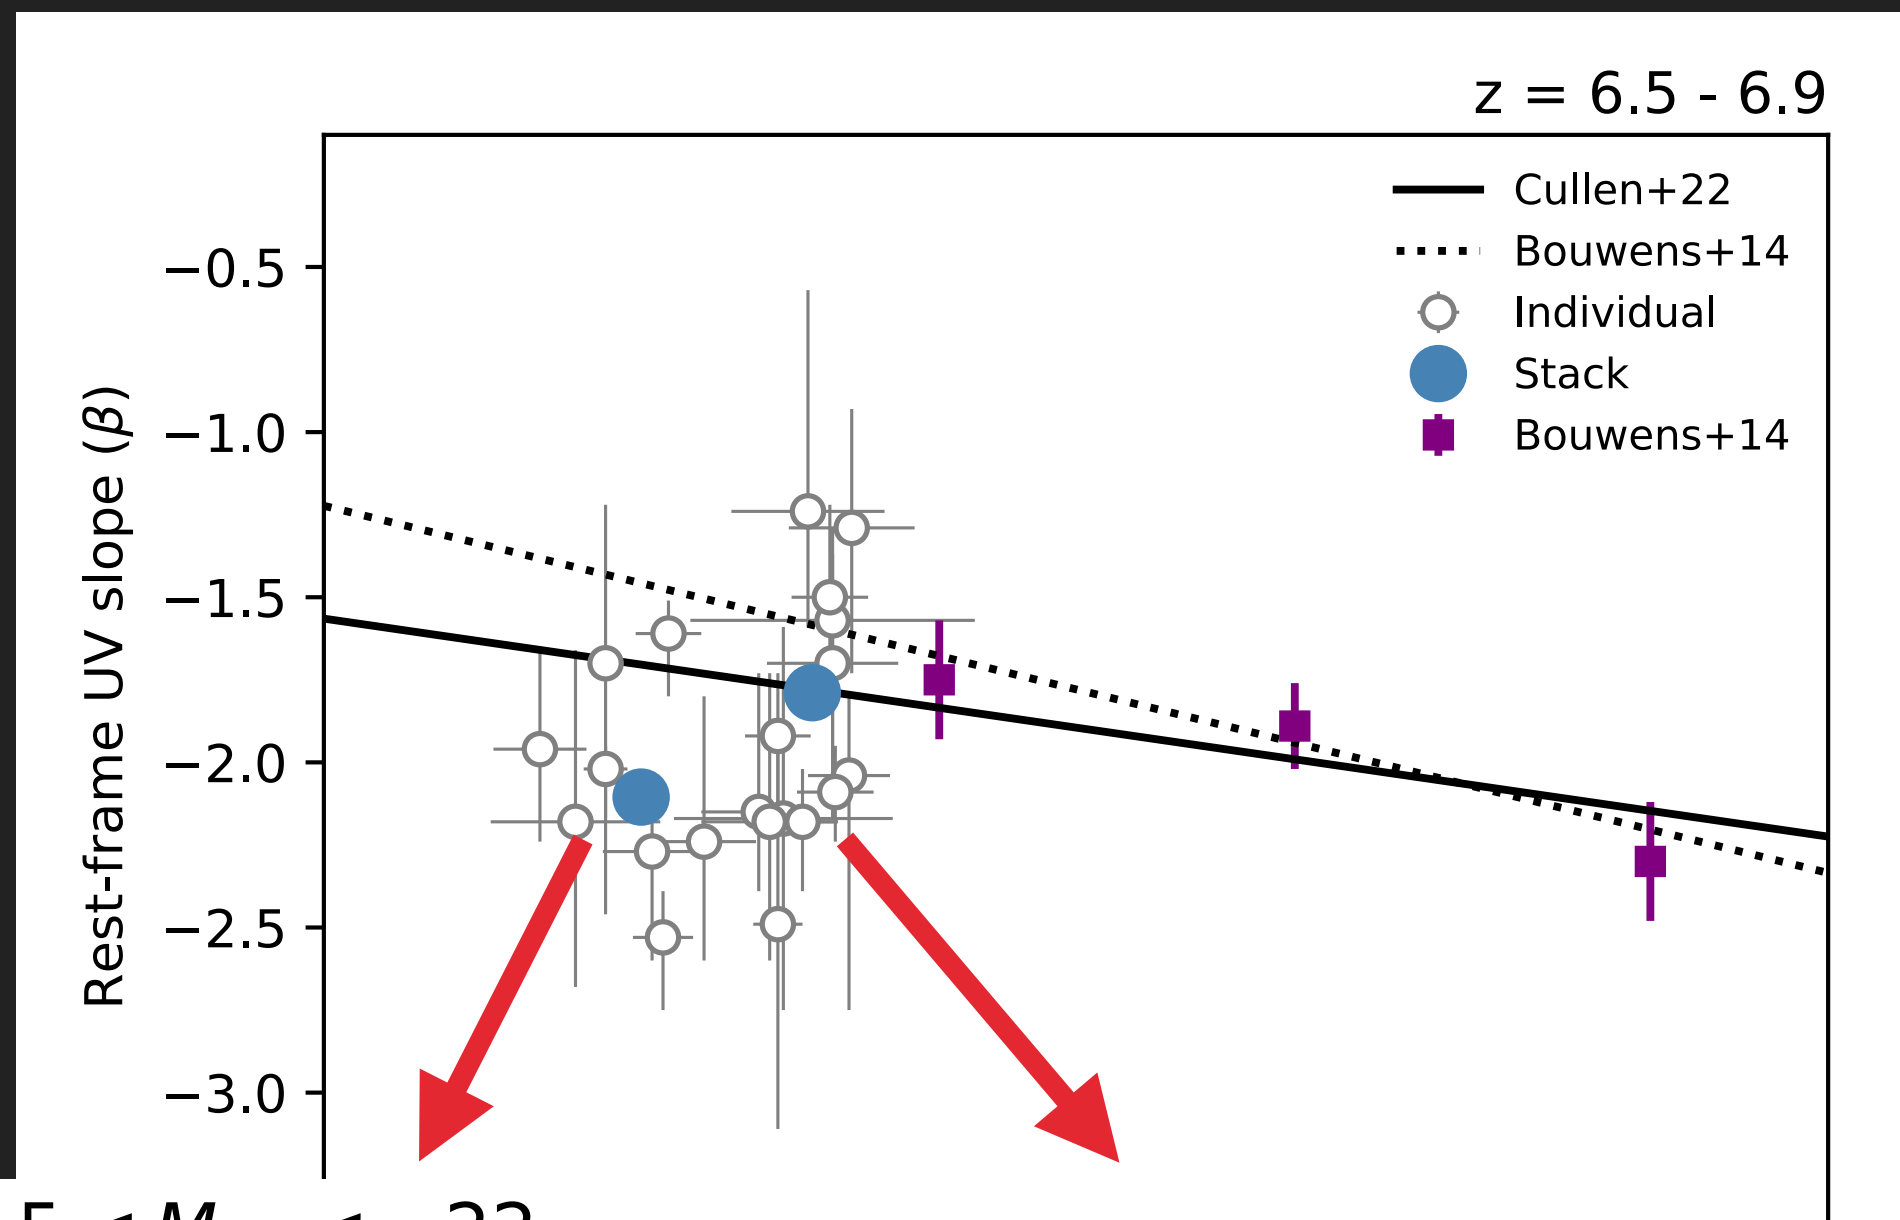 z = 6.5 - 6.9
Cullen+22
Bouwens+14
Individual
Stack
Bouwens+14
−0.5
−1.0
−1.5
−2.0
−2.5
−3.0
Rest-frame UV slope (β)